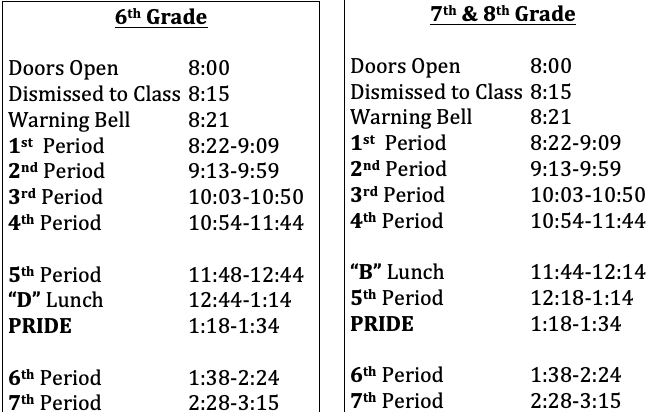 6th Grade
Doors Open 8:00
Dismissed to Class 8:15
Warning Bell 8:21
1st Period 8:22-9:09
2nd Period 9:13-9:59
3rd Period 10:03-10:50
4th Period 10:54-11:44
5th Period 11:48-12:44
“D” Lunch 12:44-1:14
PRIDE 1:18-1:34
6th Period 1:38-2:24
7th Period 2:28-3:15
7th & 8th Grade
Doors Open 8:00
Dismissed to Class 8:15
Warning Bell 8:21
1st Period 8:22-9:09
2nd Period 9:13-9:59
3rd Period 10:03-10:50
4th Period 10:54-11:44
“B” Lunch 11:44-12:14
5th Period 12:18-1:14
PRIDE 1:18-1:34
6th Period 1:38-2:24
7th Period 2:28-3:15